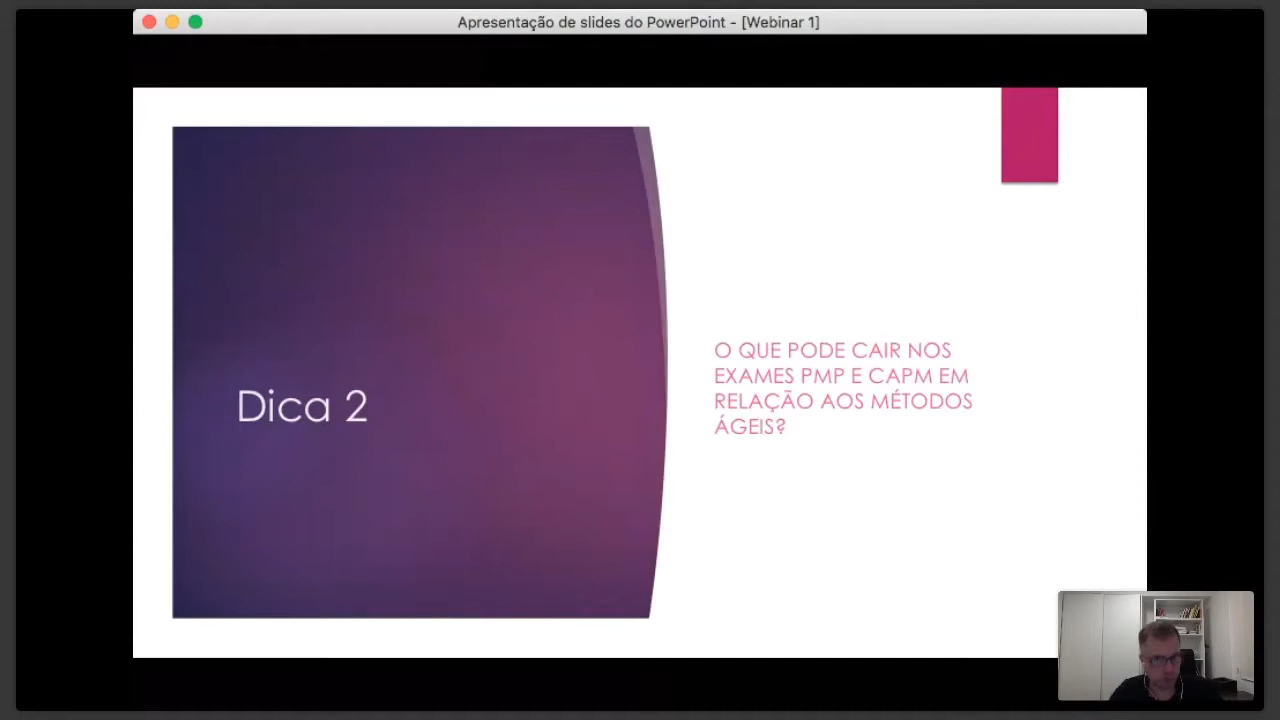 Apresentação de slides do PowerPoint - [Webinar 1]
Dica 2
O QUE PODE CAIR NOS
EXAMES PMP E CAPM EM
RELAÇÃO AOS MÉTODOS
ÁGEIS?